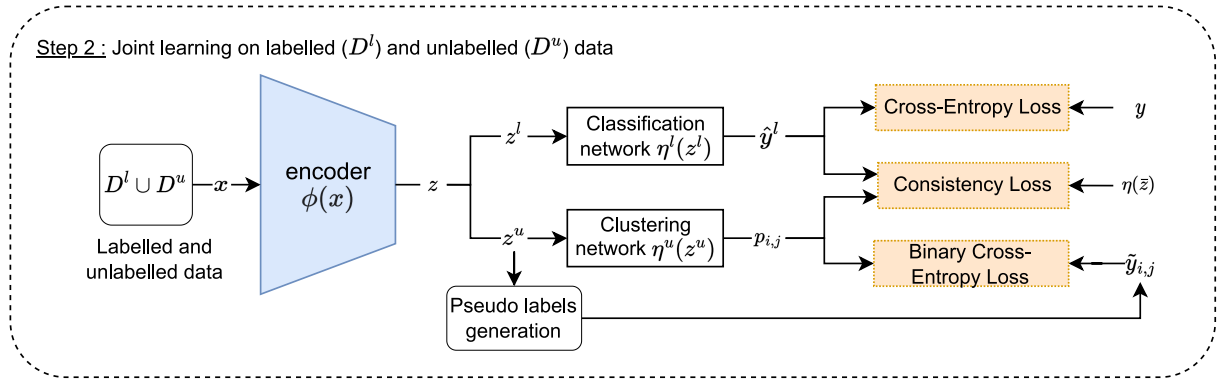 Step 2 : Joint learning on labelled (D^l) and unlabelled (D^u) data
D^l ∪ D^u
x
Labelled and
unlabelled data
encoder
ϕ(x)
z
z^l
Classification
network η^l(z^l)
ŷ^l
Cross-Entropy Loss
y
Consistency Loss
η(z̄)
z^u
Clustering
network η^u(z^u)
p_{i,j}
Binary Cross-
Entropy Loss
ỹ_{i,j}
Pseudo labels
generation